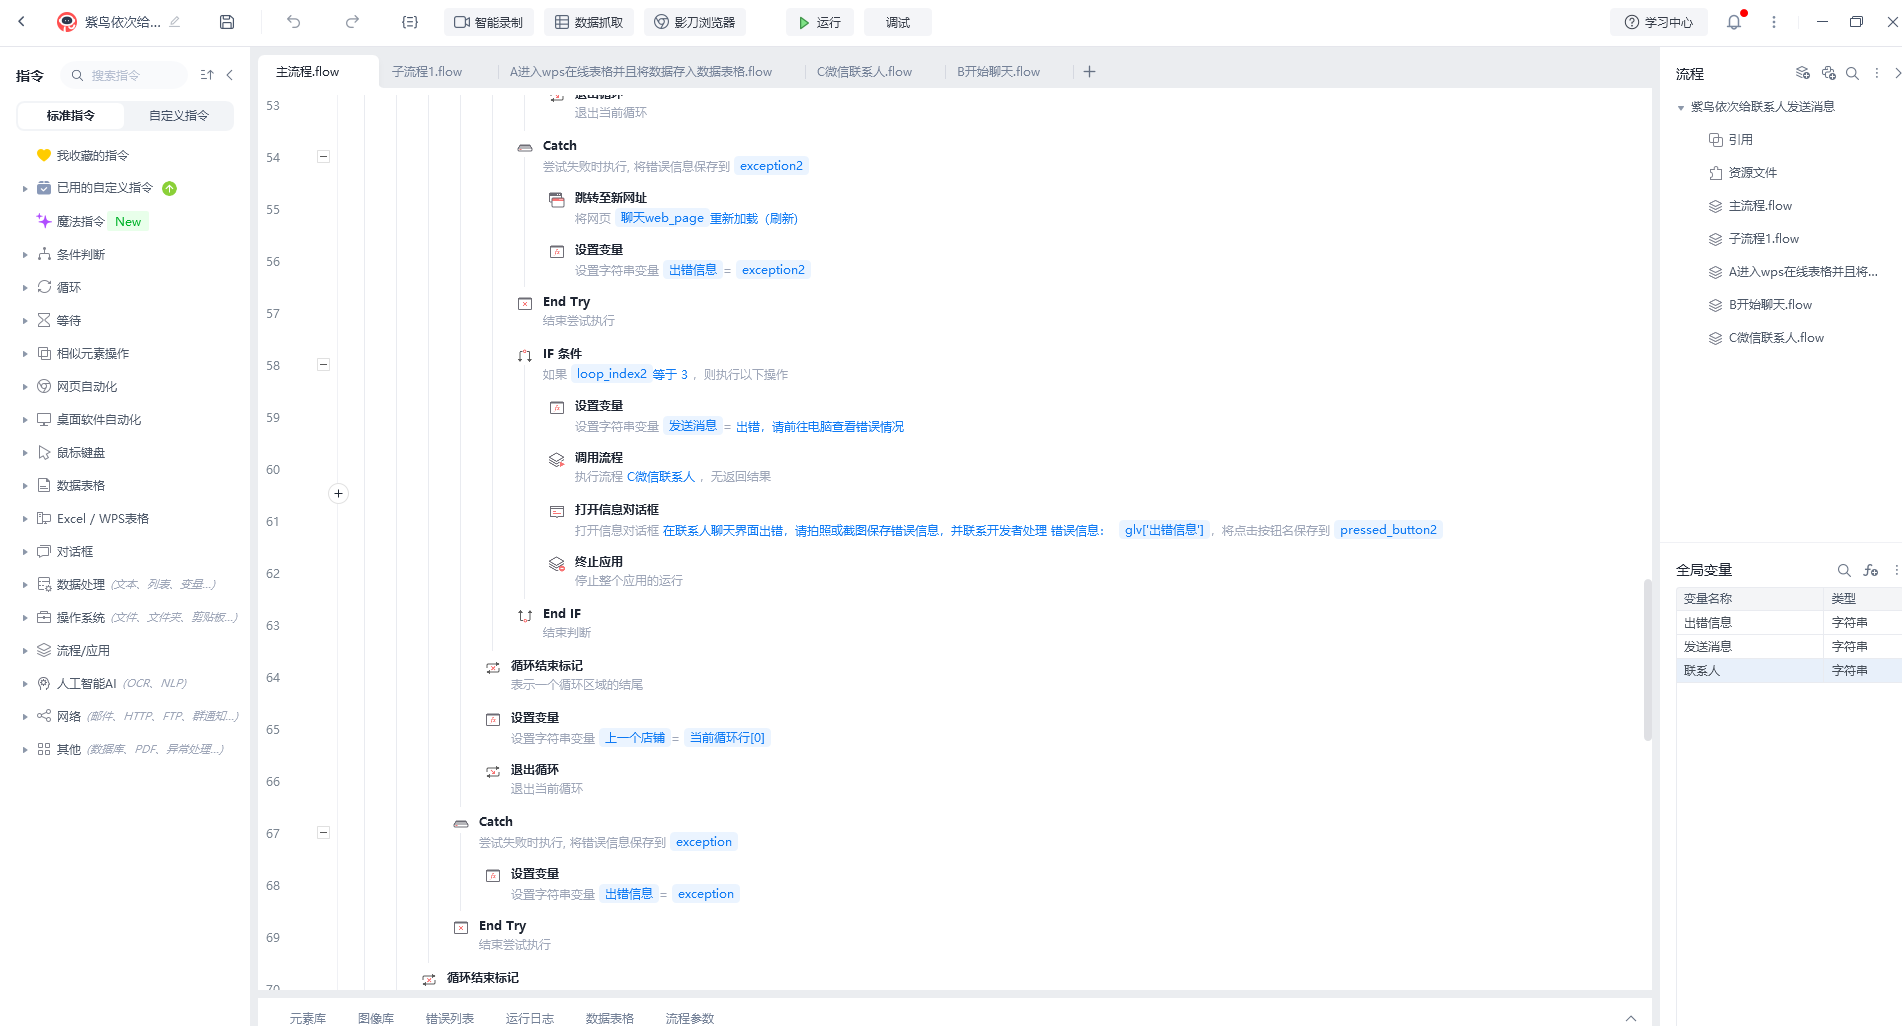 紫鸟依次给...
智能录制
数据抓取
影刀浏览器
运行
调试
学习中心
指令
搜索指令
标准指令
自定义指令
我收藏的指令
已用的自定义指令
魔法指令 New
条件判断
循环
等待
相似元素操作
网页自动化
桌面软件自动化
鼠标键盘
数据表格
Excel / WPS表格
对话框
数据处理 (文本、列表、变量...)
操作系统 (文件、文件夹、剪贴板...)
流程/应用
人工智能AI (OCR、NLP)
网络 (邮件、HTTP、FTP、群通知...)
其他 (数据库、PDF、异常处理...)
主流程.flow
子流程1.flow
A进入wps在线表格并且将数据存入数据表格.flow
C微信联系人.flow
B开始聊天.flow
53
退出循环
退出当前循环
54
Catch
尝试失败时执行, 将错误信息保存到 exception2
55
跳转至新网址
将网页 聊天web_page 重新加载（刷新）
56
设置变量
设置字符串变量 出错信息 = exception2
57
End Try
结束尝试执行
58
IF 条件
如果 loop_index2 等于 3 ，则执行以下操作
59
设置变量
设置字符串变量 发送消息 = 出错，请前往电脑查看错误情况
60
调用流程
执行流程 C微信联系人 ，无返回结果
61
打开信息对话框
打开信息对话框 在联系人聊天界面出错，请拍照或截图保存错误信息，并联系开发者处理 错误信息： glv['出错信息'] ，将点击按钮名保存到 pressed_button2
62
终止应用
停止整个应用的运行
63
End IF
结束判断
64
循环结束标记
表示一个循环区域的结尾
65
设置变量
设置字符串变量 上一个店铺 = 当前循环行[0]
66
退出循环
退出当前循环
67
Catch
尝试失败时执行, 将错误信息保存到 exception
68
设置变量
设置字符串变量 出错信息 = exception
69
End Try
结束尝试执行
70
循环结束标记
元素库
图像库
错误列表
运行日志
数据表格
流程参数
流程
紫鸟依次给联系人发送消息
引用
资源文件
主流程.flow
子流程1.flow
A进入wps在线表格并且将...
B开始聊天.flow
C微信联系人.flow
全局变量
变量名称 类型
出错信息 字符串
发送消息 字符串
联系人 字符串